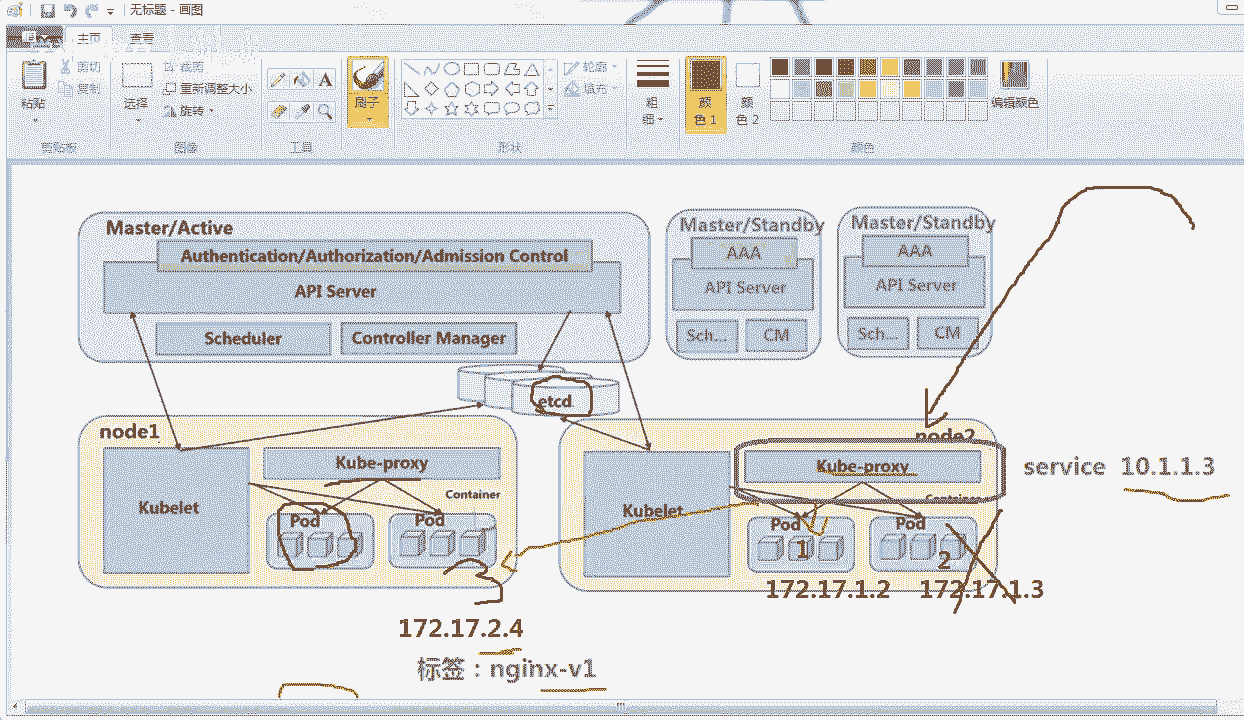 无标题 - 画图
主页 查看
粘贴
剪切
复制
剪贴板
选择
裁剪
重新调整大小
旋转
图像
A
工具
刷子
轮廓
填充
形状
粗细
颜色 1
颜色 2
编辑颜色
颜色
Master/Active
Authentication/Authorization/Admission Control
API Server
Scheduler
Controller Manager
Master/Standby
AAA
API Server
Sch...
CM
Master/Standby
AAA
API Server
Sch...
CM
etcd
node1
Kubelet
Kube-proxy
Container
Pod
Pod
3
172.17.2.4
标签：nginx-v1
node2
Kubelet
Kube-proxy
Container
Pod
1
Pod
2
172.17.1.2
172.17.1.3
service 10.1.1.3